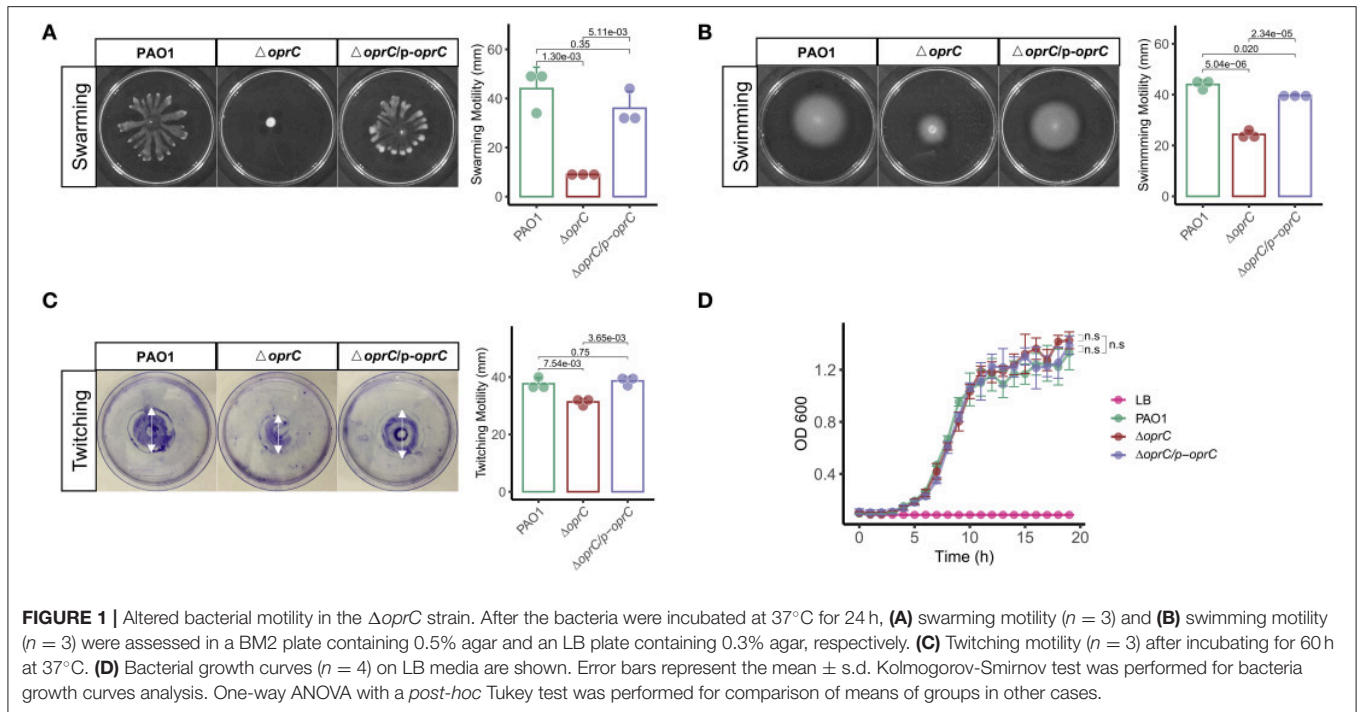 A
PAO1
△oprC
△oprC/p-oprC
Swarming
Swarming Motility (mm)
60
40
20
0
5.11e-03
0.35
1.30e-03
PAO1
ΔoprC
ΔoprC/p−oprC
B
PAO1
△oprC
△oprC/p-oprC
Swimming
Swimmming Motility (mm)
60
40
20
0
2.34e-05
0.020
5.04e-06
PAO1
ΔoprC
ΔoprC/p−oprC
C
PAO1
△oprC
△oprC/p-oprC
Twitching
Twitching Motility (mm)
60
40
20
0
3.65e-03
0.75
7.54e-03
PAO1
ΔoprC
ΔoprC/p−oprC
D
OD 600
1.2
0.8
0.4
0
5
10
15
20
Time (h)
n.s
n.s
n.s
LB
PAO1
ΔoprC
ΔoprC/p−oprC
FIGURE 1 | Altered bacterial motility in the ΔoprC strain. After the bacteria were incubated at 37°C for 24 h, (A) swarming motility (n = 3) and (B) swimming motility
(n = 3) were assessed in a BM2 plate containing 0.5% agar and an LB plate containing 0.3% agar, respectively. (C) Twitching motility (n = 3) after incubating for 60 h
at 37°C. (D) Bacterial growth curves (n = 4) on LB media are shown. Error bars represent the mean ± s.d. Kolmogorov-Smirnov test was performed for bacteria
growth curves analysis. One-way ANOVA with a post-hoc Tukey test was performed for comparison of means of groups in other cases.